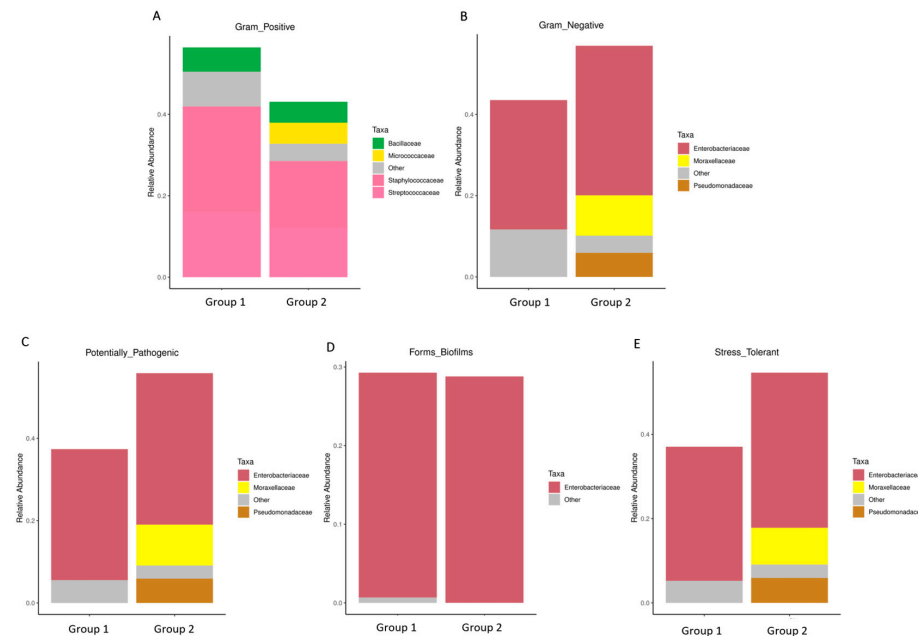 A
Gram_Positive
Relative Abundance
0.4
0.2
0.0
Group 1
Group 2
Taxa
Bacillaceae
Micrococcaceae
Other
Staphylococcaceae
Streptococcaceae
B
Gram_Negative
Relative Abundance
0.4
0.2
0.0
Group 1
Group 2
Taxa
Enterobacteriaceae
Moraxellaceae
Other
Pseudomonadaceae
C
Potentially_Pathogenic
Relative Abundance
0.4
0.2
0.0
Group 1
Group 2
Taxa
Enterobacteriaceae
Moraxellaceae
Other
Pseudomonadaceae
D
Forms_Biofilms
Relative Abundance
0.3
0.2
0.1
0.0
Group 1
Group 2
Taxa
Enterobacteriaceae
Other
E
Stress_Tolerant
Relative Abundance
0.4
0.2
0.0
Group 1
Group 2
Taxa
Enterobacteriaceae
Moraxellaceae
Other
Pseudomonadaceae